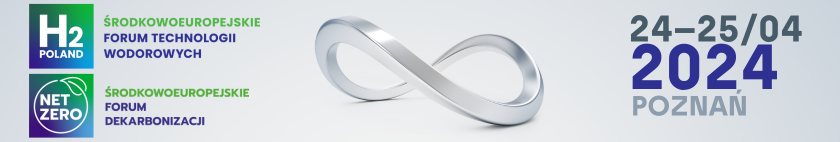 H2
POLAND
ŚRODKOWOEUROPEJSKIE
FORUM TECHNOLOGII
WODOROWYCH
NET
ZERO
ŚRODKOWOEUROPEJSKIE
FORUM
DEKARBONIZACJI
24–25/04
2024
POZNAŃ